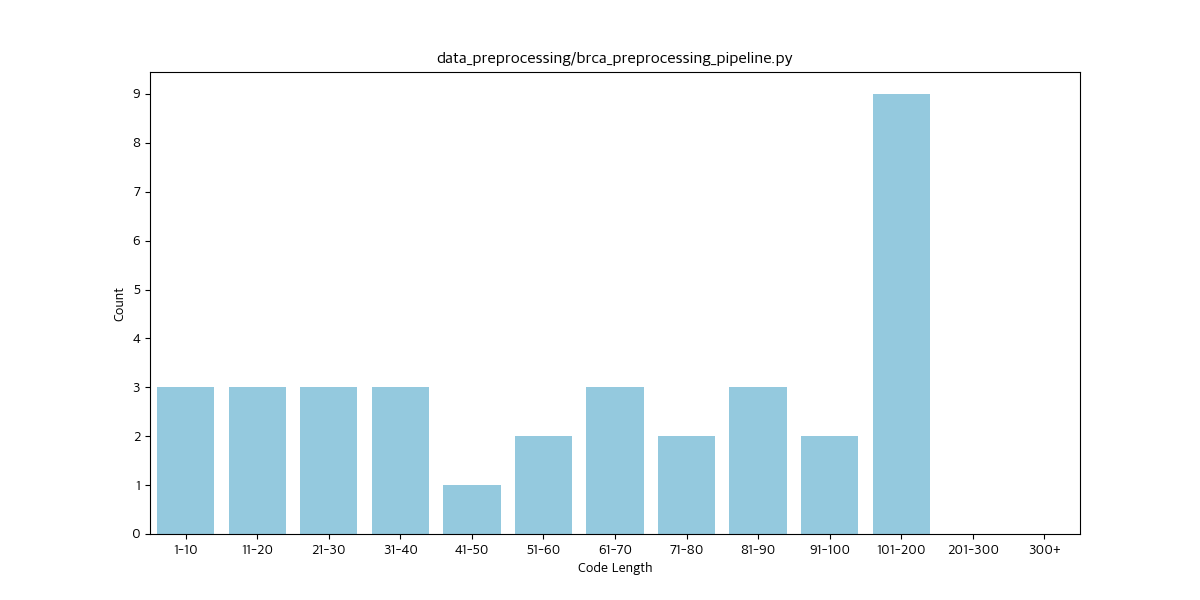 data_preprocessing/brca_preprocessing_pipeline.py
Count
9
8
7
6
5
4
3
2
1
0
1-10 11-20 21-30 31-40 41-50 51-60 61-70 71-80 81-90 91-100 101-200 201-300 300+
Code Length